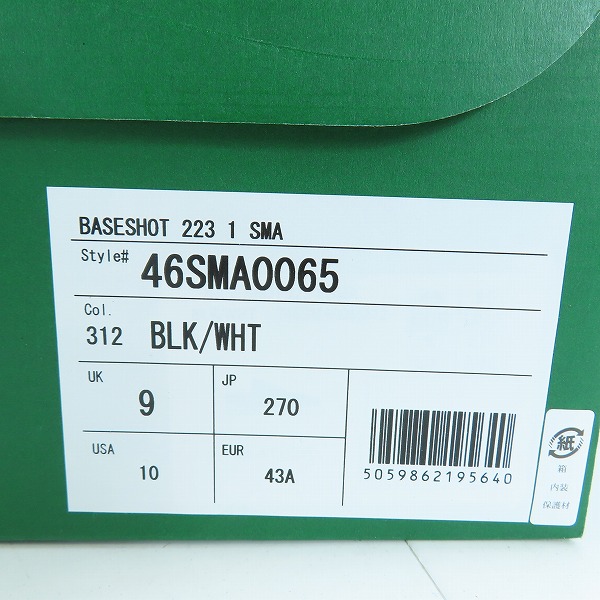 BASESHOT 223 1 SMA
Style# 46SMA0065
Col.
312 BLK/WHT
UK 9
JP 270
USA 10
EUR 43A
5059862195640
紙
箱
内装
保護材